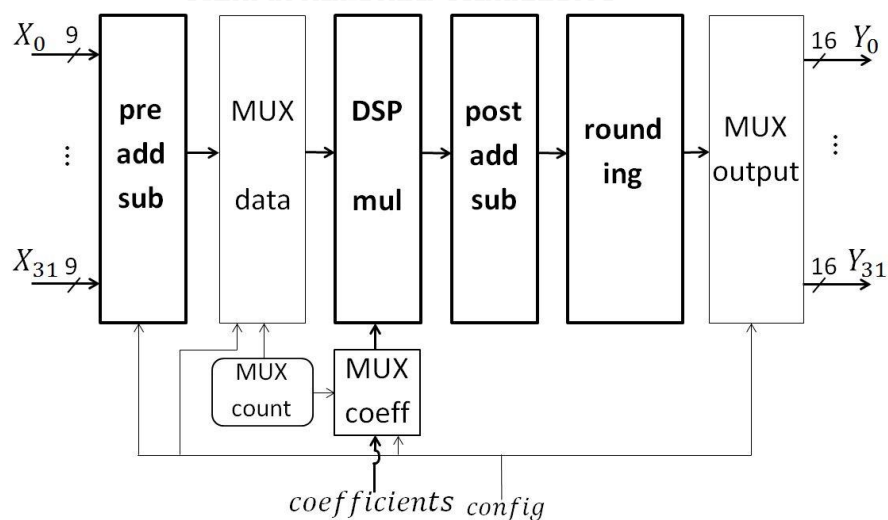 X0 9
⋮
X31 9
pre
add
sub
MUX
data
DSP
mul
post
add
sub
round
ing
MUX
output
16 Y0
⋮
16 Y31
MUX
count
MUX
coeff
coefficients config